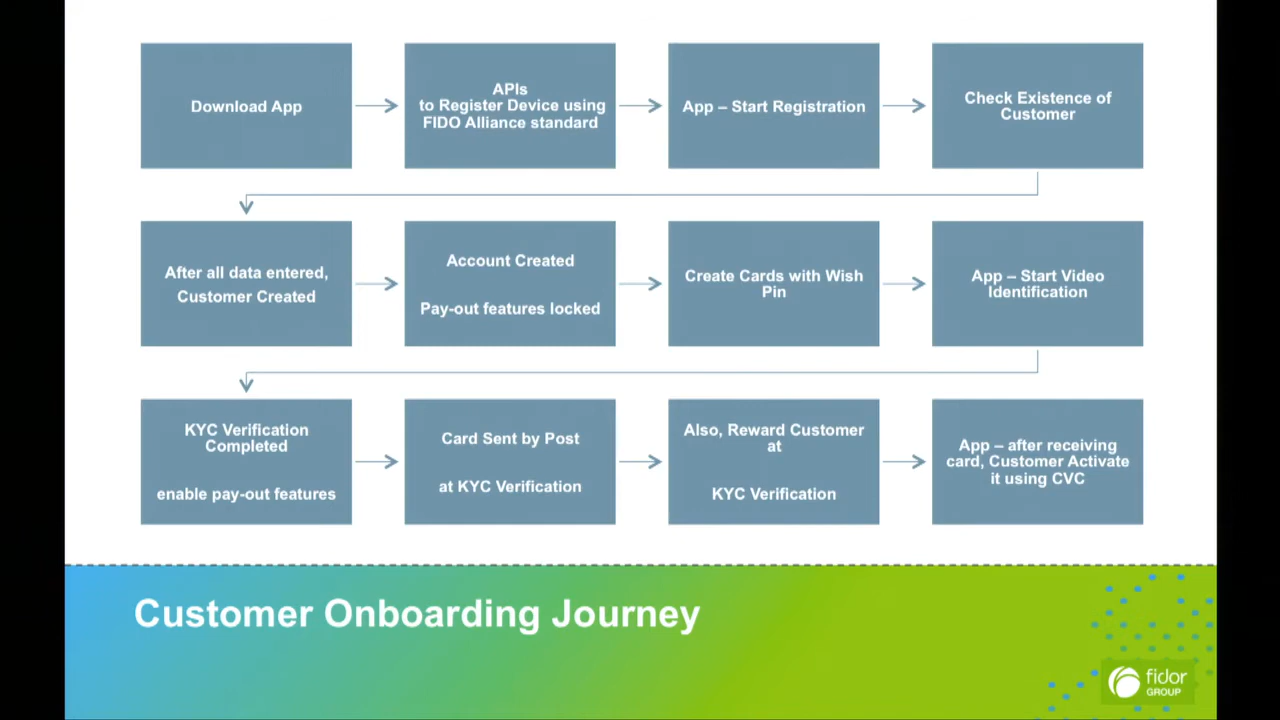 Download App
APIs
to Register Device using
FIDO Alliance standard
App – Start Registration
Check Existence of
Customer
After all data entered,
Customer Created
Account Created
Pay-out features locked
Create Cards with Wish
Pin
App – Start Video
Identification
KYC Verification
Completed
enable pay-out features
Card Sent by Post
at KYC Verification
Also, Reward Customer
at
KYC Verification
App – after receiving
card, Customer Activate
it using CVC
Customer Onboarding Journey
fidor
GROUP